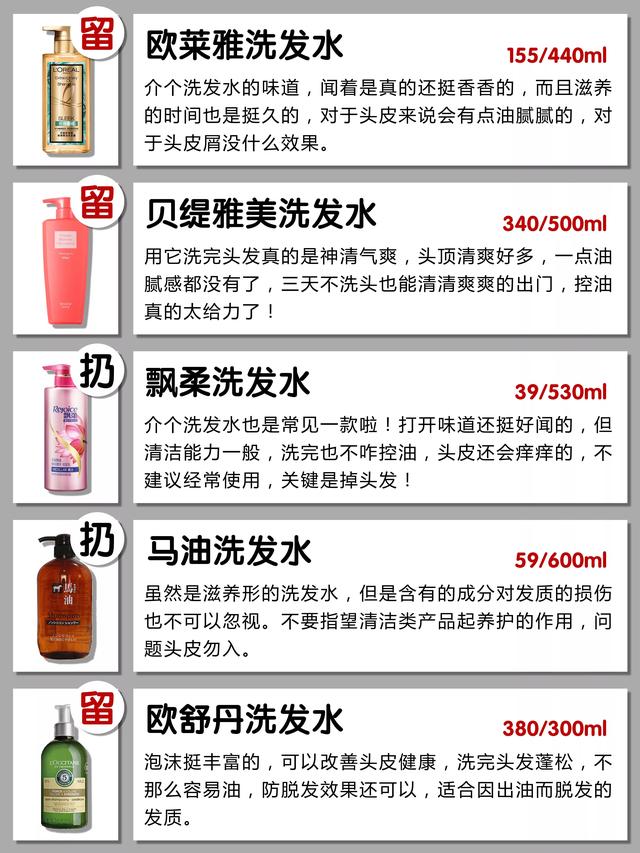 留
欧莱雅洗发水
155/440ml
L'OREAL
介个洗发水的味道，闻着是真的还挺香香的，而且滋养
的时间也是挺久的，对于头皮来说会有点油腻腻的，对
于头皮屑没什么效果。
留
贝缇雅美洗发水
340/500ml
用它洗完头发真的是神清气爽，头顶清爽好多，一点油
腻感都没有了，三天不洗头也能清清爽爽的出门，控油
真的太给力了！
扔
飘柔洗发水
39/530ml
Rejoice
飘柔
介个洗发水也是常见一款啦！打开味道还挺好闻的，但
清洁能力一般，洗完也不咋控油，头皮还会痒痒的，不
建议经常使用，关键是掉头发！
扔
马油洗发水
59/600ml
馬
油
虽然是滋养形的洗发水，但是含有的成分对发质的损伤
也不可以忽视。不要指望清洁类产品起养护的作用，问
题头皮勿入。
留
欧舒丹洗发水
380/300ml
L'OCCITANE
5
泡沫挺丰富的，可以改善头皮健康，洗完头发蓬松，不
那么容易油，防脱发效果还可以，适合因出油而脱发的
发质。